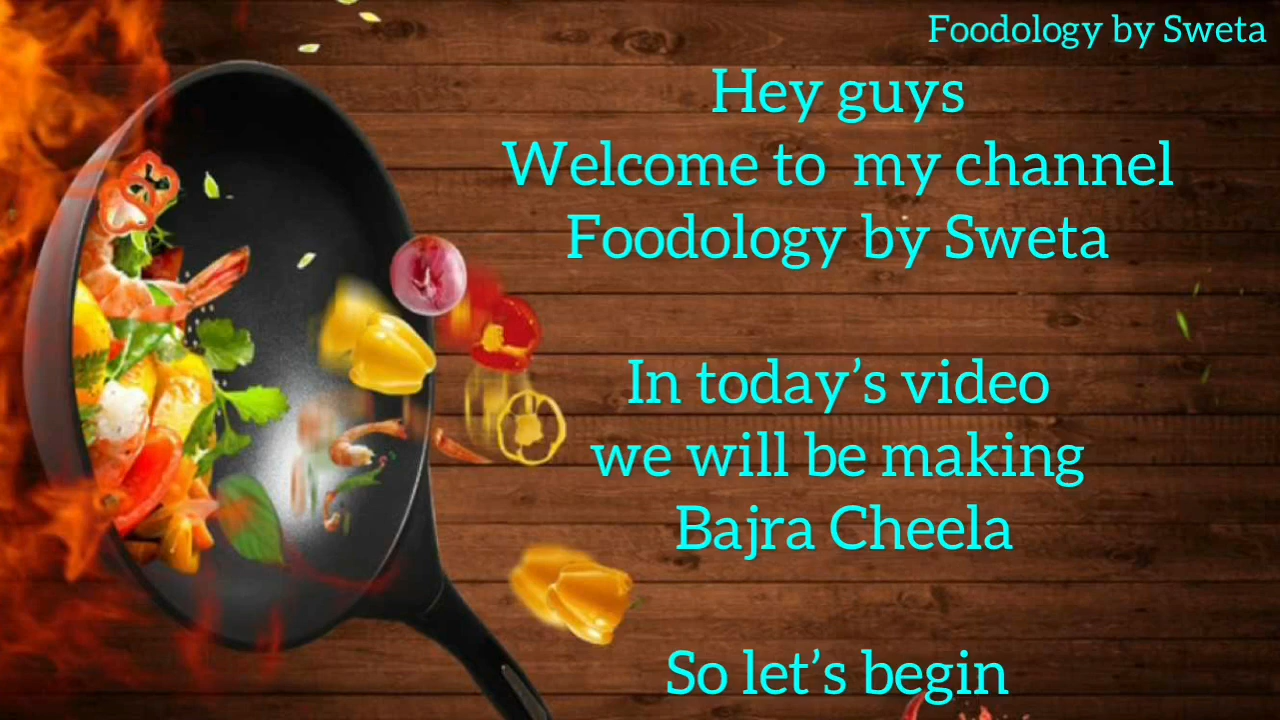 Foodology by Sweta
Hey guys
Welcome to my channel
Foodology by Sweta
In today’s video
we will be making
Bajra Cheela
So let’s begin